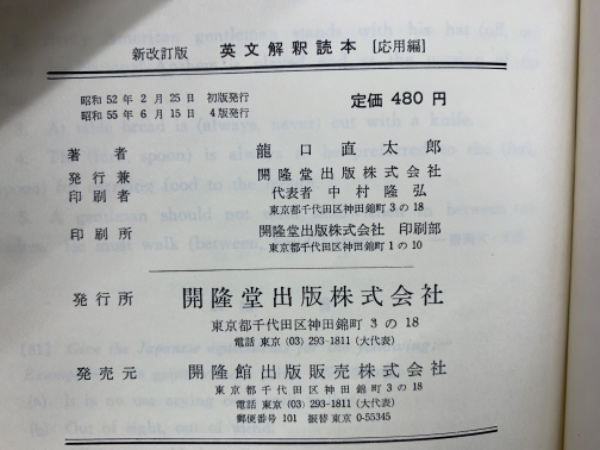 新改訂版 英文解釈読本 [応用編]
昭和52年2月25日 初版発行
昭和55年6月15日 4版発行
定価 480 円
著者 龍口直太郎
発行兼印刷者 開隆堂出版株式会社
代表者 中村隆弘
東京都千代田区神田錦町3の18
印刷所 開隆堂出版株式会社 印刷部
東京都千代田区神田錦町1の10
発行所 開隆堂出版株式会社
東京都千代田区神田錦町3の18
電話 東京 (03) 293-1811 (大代表)
発売元 開隆館出版販売株式会社
東京都千代田区神田錦町3の18
電話 東京 (03) 293-1811 (大代表)
郵便番号 101 振替 東京 0-55345